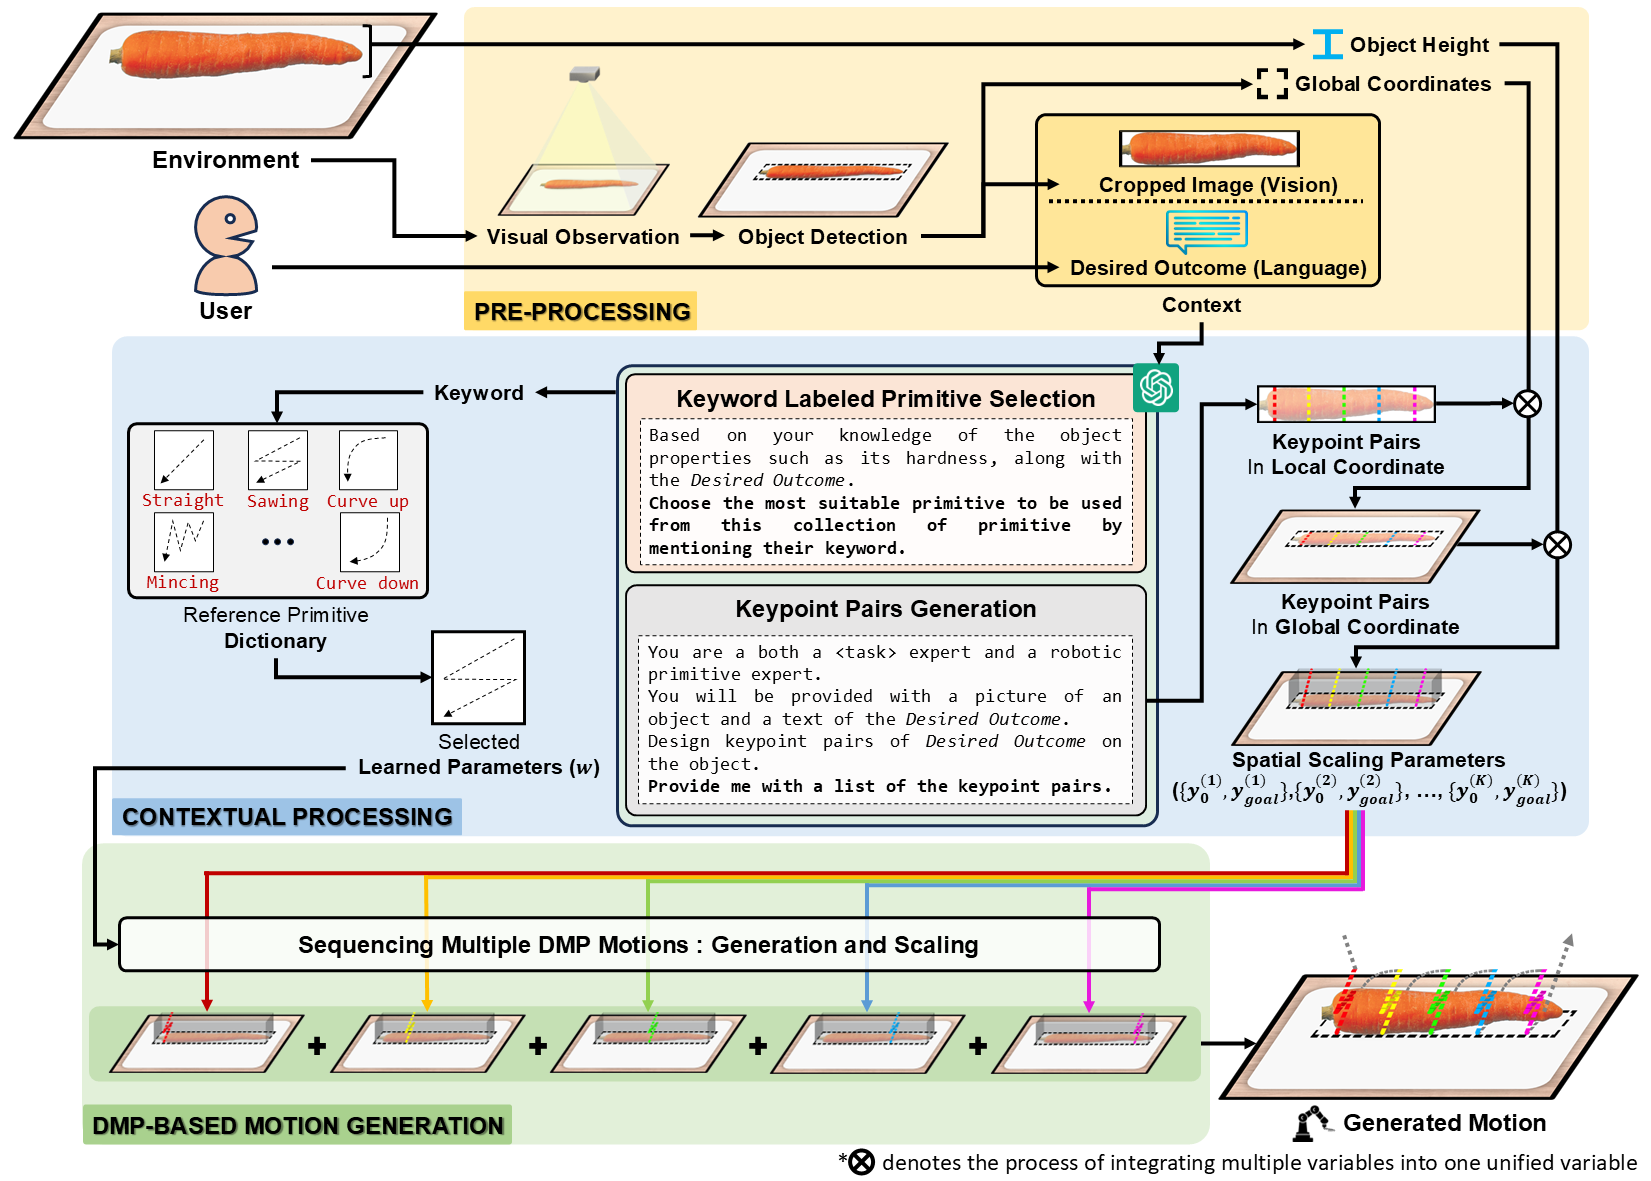 Object Height
Global Coordinates
Environment
Cropped Image (Vision)
Visual Observation
Object Detection
Desired Outcome (Language)
User
PRE-PROCESSING
Context
Keyword
Keyword Labeled Primitive Selection
Based on your knowledge of the object
properties such as its hardness, along with
the Desired Outcome.
Choose the most suitable primitive to be used
from this collection of primitive by
mentioning their keyword.
Straight
Sawing
Curve up
Mincing
•••
Curve down
Reference Primitive
Dictionary
Keypoint Pairs
In Local Coordinate
Keypoint Pairs Generation
You are a both a <task> expert and a robotic
primitive expert.
You will be provided with a picture of an
object and a text of the Desired Outcome.
Design keypoint pairs of Desired Outcome on
the object.
Provide me with a list of the keypoint pairs.
Keypoint Pairs
In Global Coordinate
Selected
Learned Parameters (w)
Spatial Scaling Parameters
({y_0^{(1)}, y_{goal}^{(1)}},{y_0^{(2)}, y_{goal}^{(2)}}, ..., {y_0^{(K)}, y_{goal}^{(K)}})
CONTEXTUAL PROCESSING
Sequencing Multiple DMP Motions : Generation and Scaling
+ + + +
DMP-BASED MOTION GENERATION
Generated Motion
*⊗ denotes the process of integrating multiple variables into one unified variable